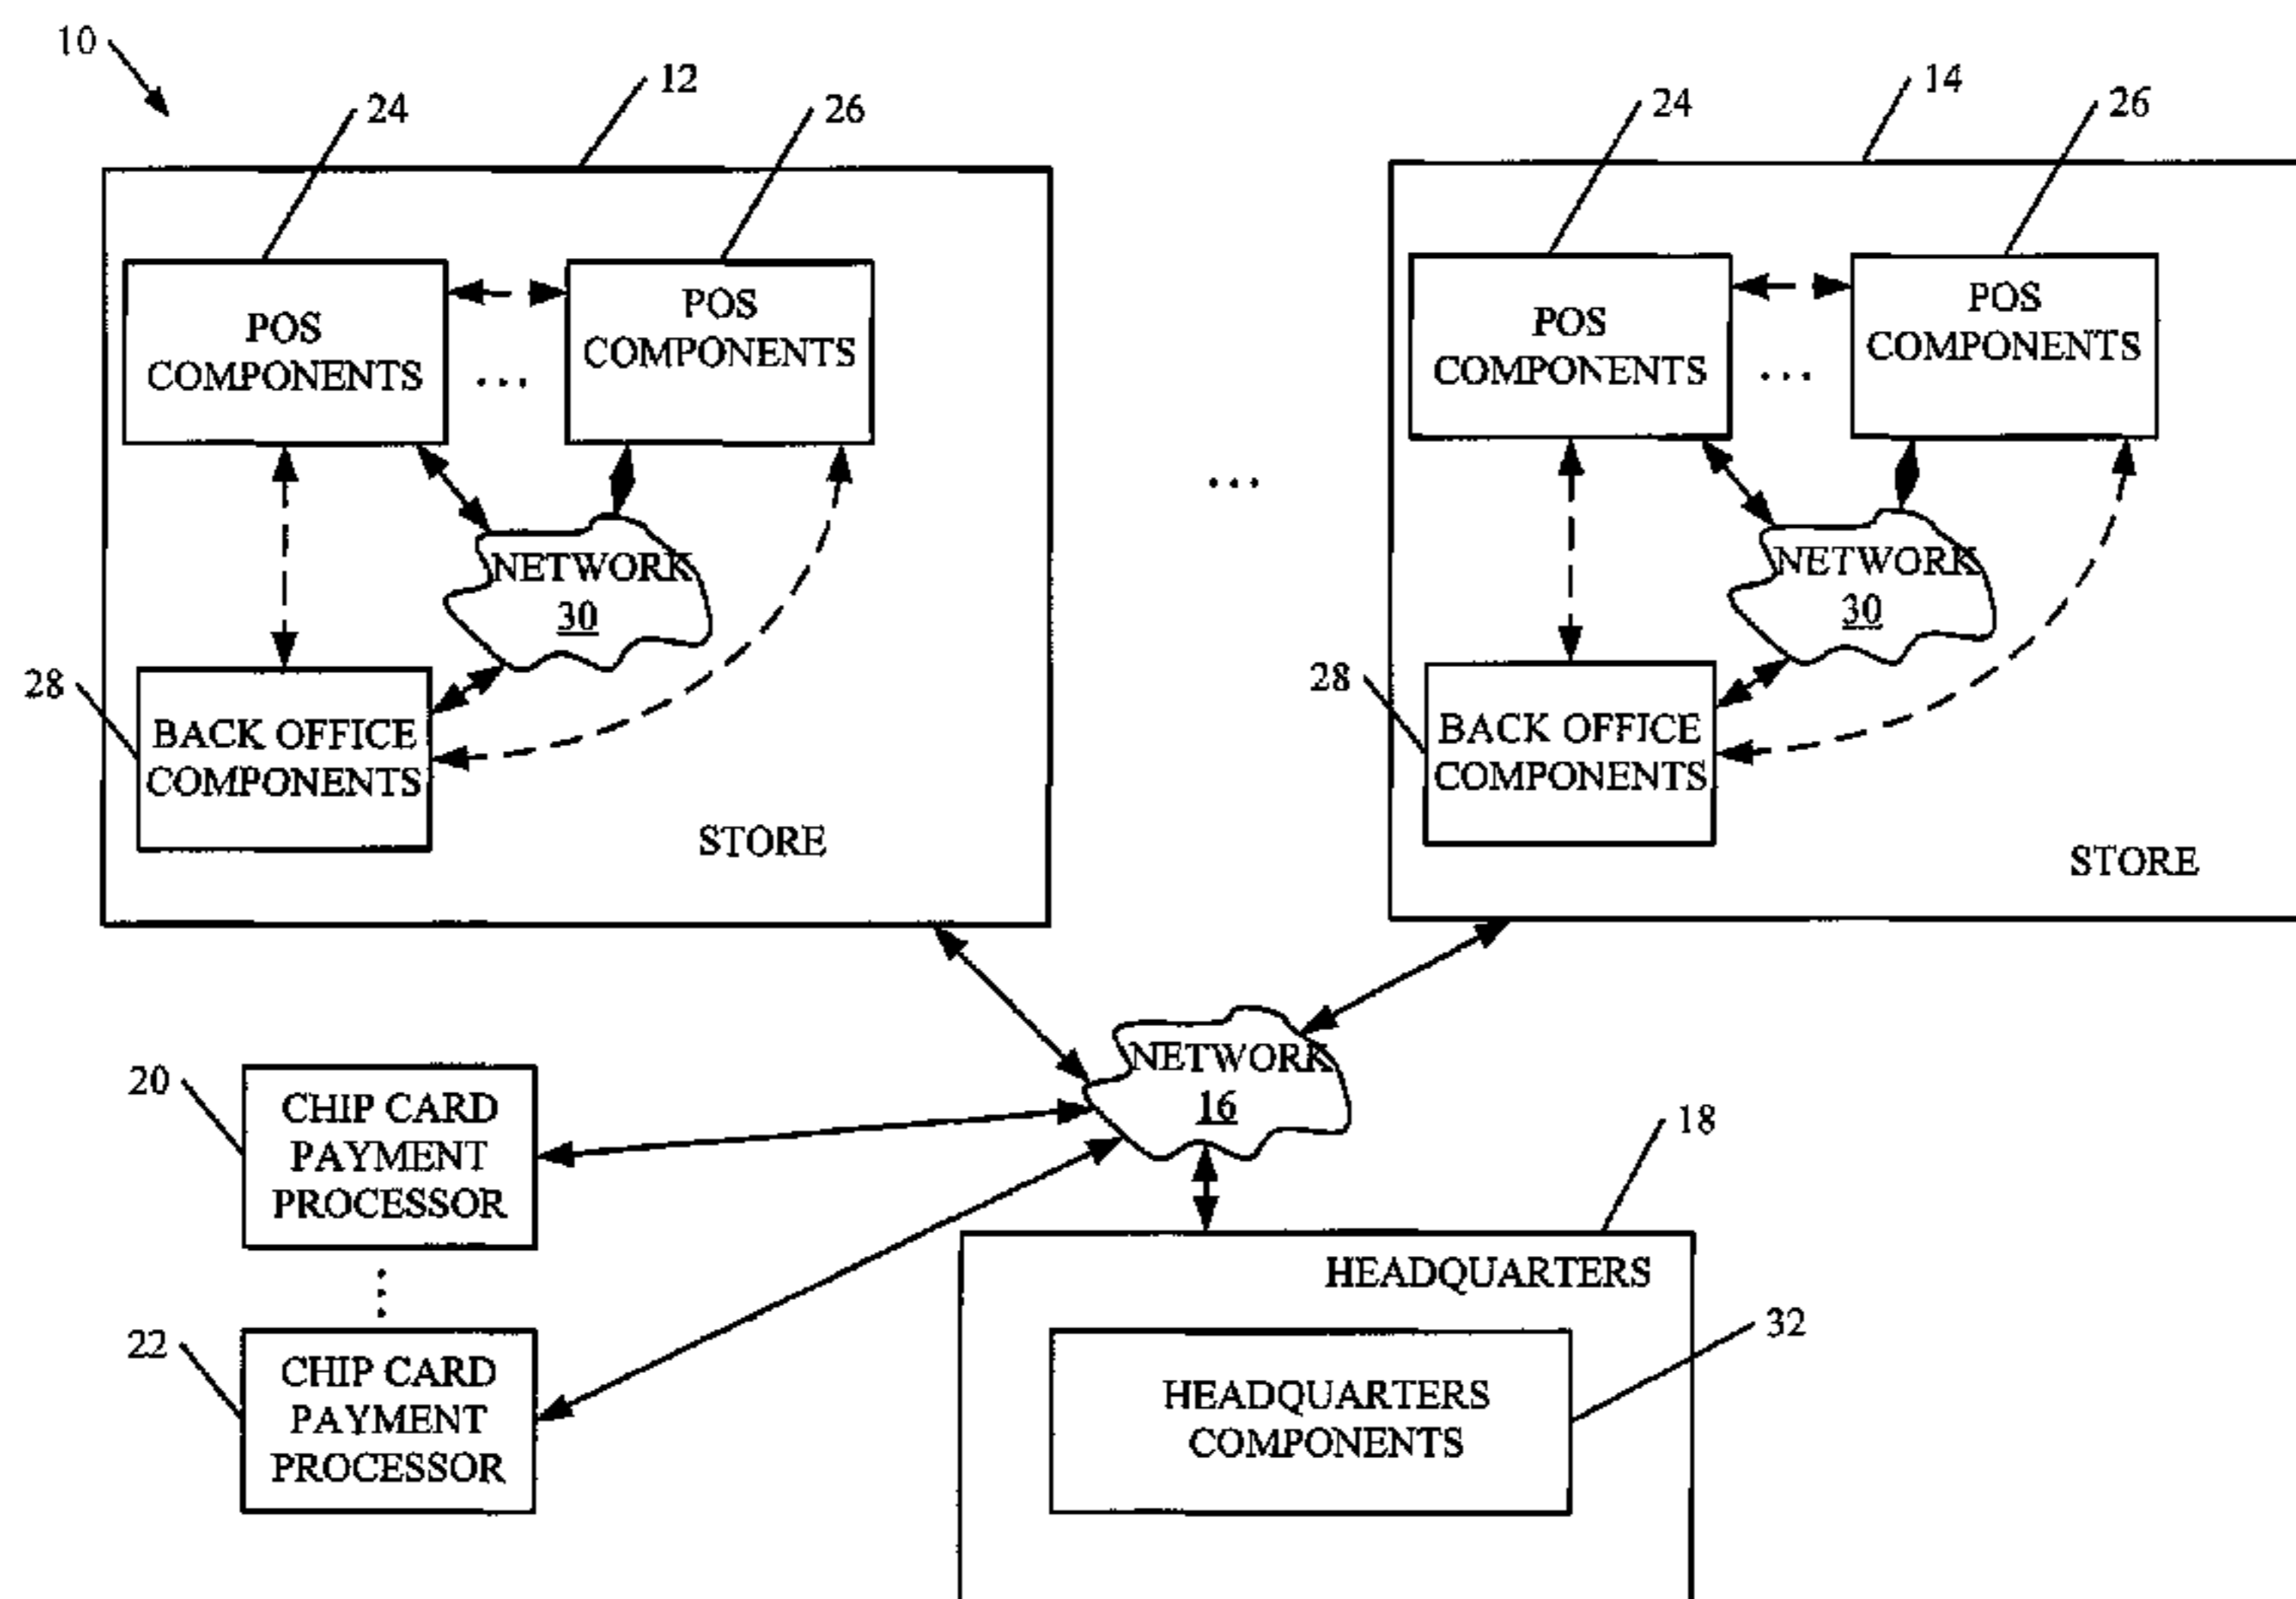 10
12
14
24
26
24
26
POS
COMPONENTS
...
POS
COMPONENTS
POS
COMPONENTS
...
POS
COMPONENTS
...
NETWORK
30
NETWORK
30
28
BACK OFFICE
COMPONENTS
28
BACK OFFICE
COMPONENTS
STORE
STORE
NETWORK
16
20
CHIP CARD
PAYMENT
PROCESSOR
18
HEADQUARTERS
22
CHIP CARD
PAYMENT
PROCESSOR
32
HEADQUARTERS
COMPONENTS